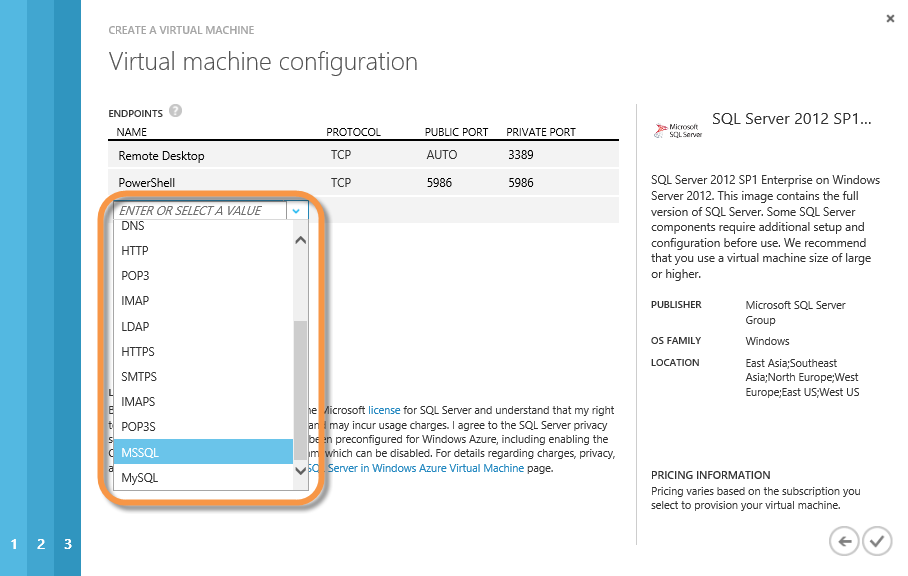 CREATE A VIRTUAL MACHINE
Virtual machine configuration
ENDPOINTS ?
NAME PROTOCOL PUBLIC PORT PRIVATE PORT
Remote Desktop TCP AUTO 3389
PowerShell TCP 5986 5986
ENTER OR SELECT A VALUE
DNS
HTTP
POP3
IMAP
LDAP
HTTPS
SMTPS
IMAPS
POP3S
MSSQL
MySQL
Microsoft license for SQL Server and understand that my right
and may incur usage charges. I agree to the SQL Server privacy
been preconfigured for Windows Azure, including enabling the
which can be disabled. For details regarding charges, privacy,
SQL Server in Windows Azure Virtual Machine page.
Microsoft
SQL Server
SQL Server 2012 SP1...
SQL Server 2012 SP1 Enterprise on Windows
Server 2012. This image contains the full
version of SQL Server. Some SQL Server
components require additional setup and
configuration before use. We recommend
that you use a virtual machine size of large
or higher.
PUBLISHER Microsoft SQL Server
Group
OS FAMILY Windows
LOCATION East Asia;Southeast
Asia;North Europe;West
Europe;East US;West US
PRICING INFORMATION
Pricing varies based on the subscription you
select to provision your virtual machine.
1 2 3